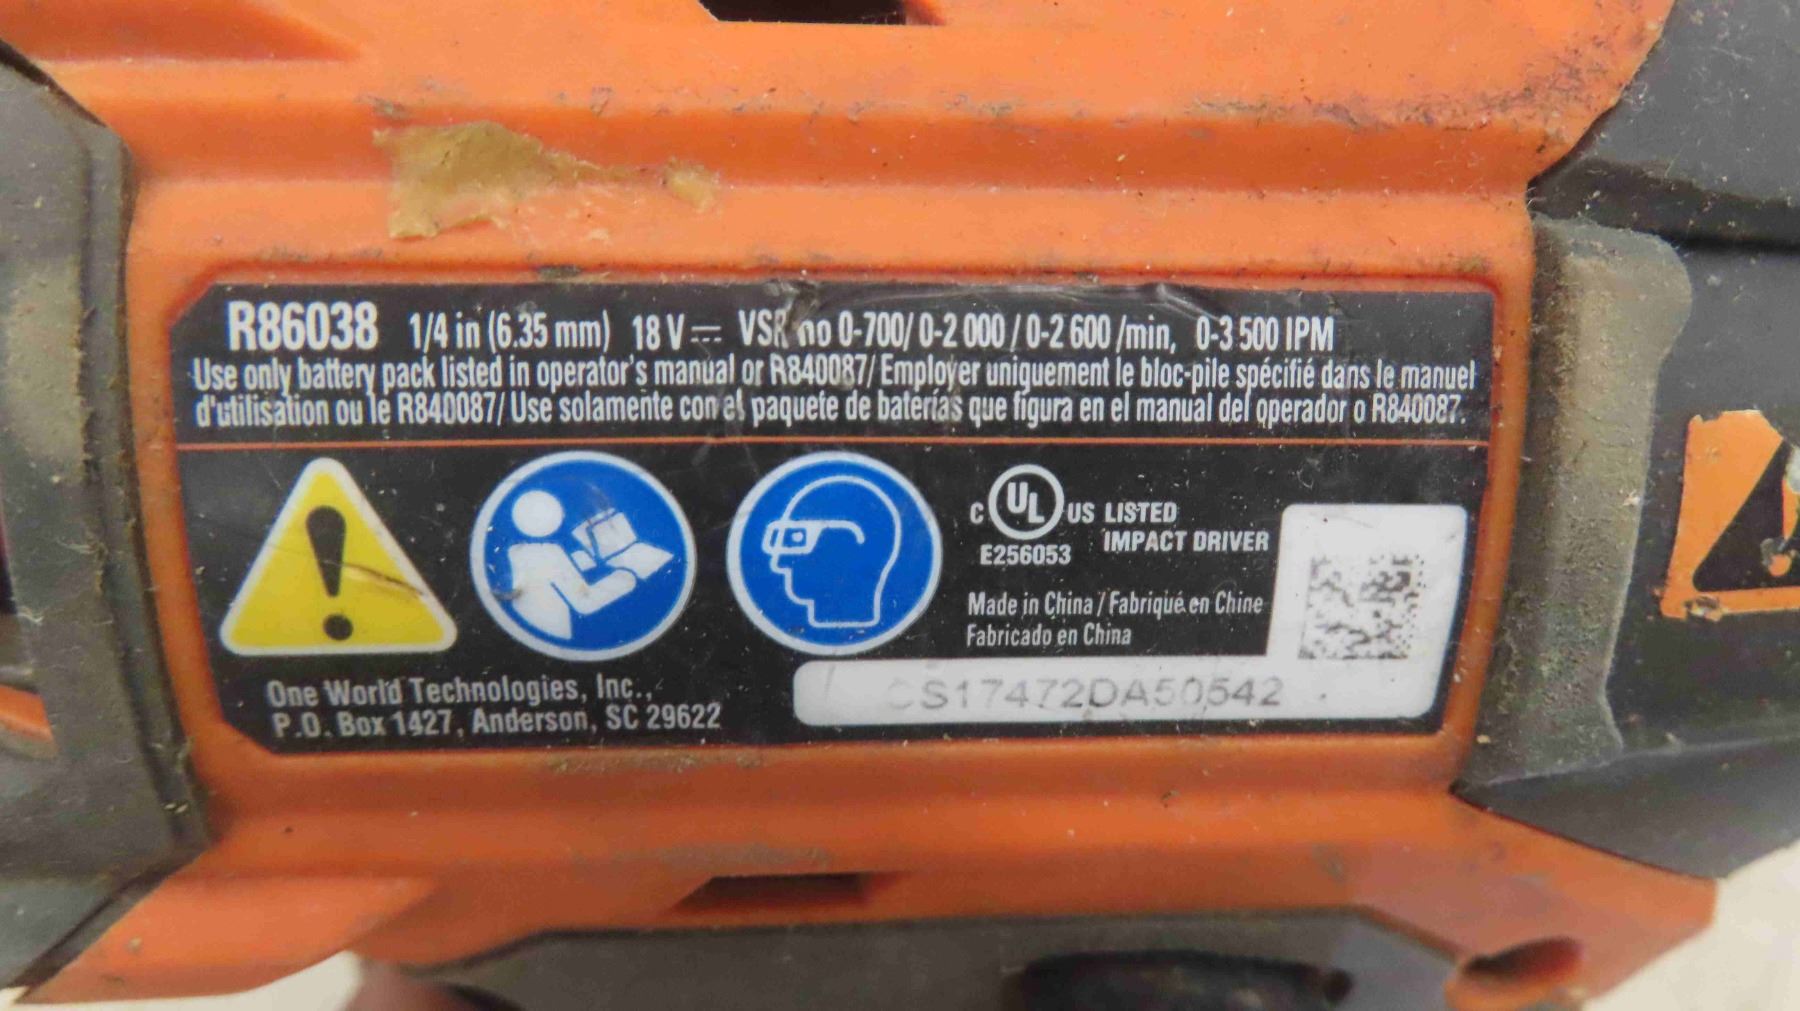 R86038 1/4 in (6.35 mm) 18 V ⎓ VSR no 0-700/ 0-2 000 / 0-2 600 /min, 0-3 500 IPM
Use only battery pack listed in operator's manual or R840087/ Employer uniquement le bloc-pile spécifié dans le manuel
d'utilisation ou le R840087/ Use solamente con el paquete de baterías que figura en el manual del operador o R840087.
C UL US LISTED
IMPACT DRIVER
E256053
Made in China / Fabriqué en Chine
Fabricado en China
One World Technologies, Inc.,
P.O. Box 1427, Anderson, SC 29622
CS17472DA50542